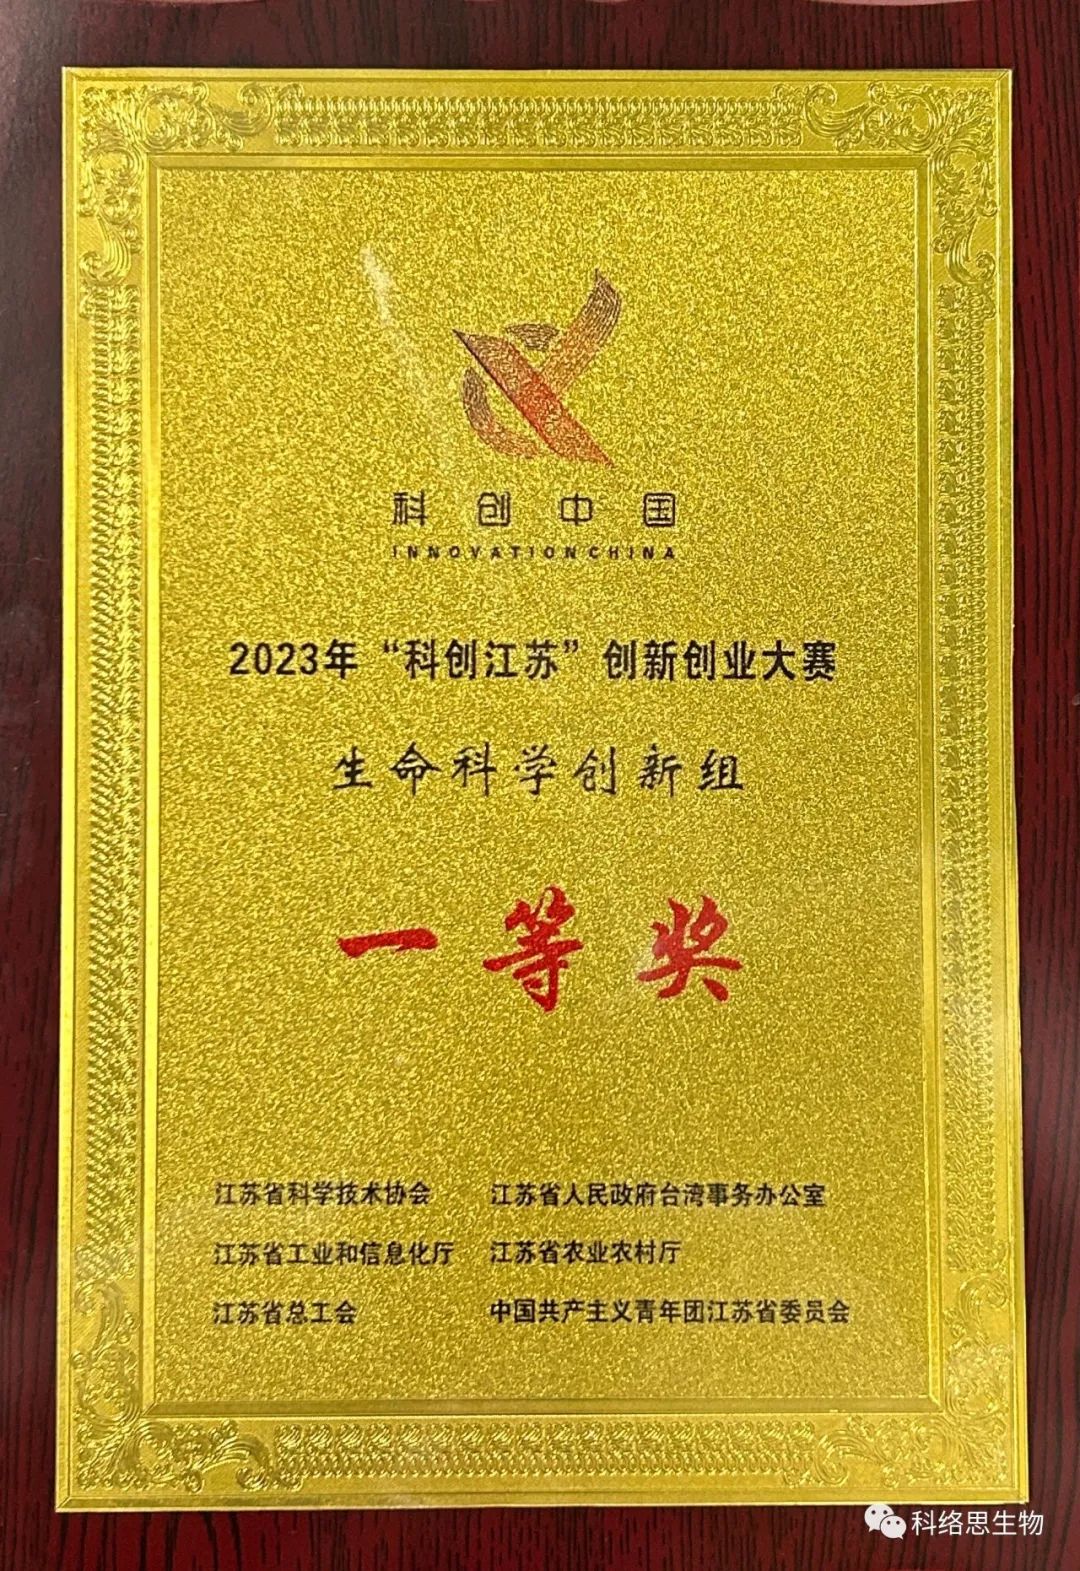 科创中国
INNOVATIONCHINA
2023年“科创江苏”创新创业大赛
生命科学创新组
一等奖
江苏省科学技术协会 江苏省人民政府台湾事务办公室
江苏省工业和信息化厅 江苏省农业农村厅
江苏省总工会 中国共产主义青年团江苏省委员会
科络思生物